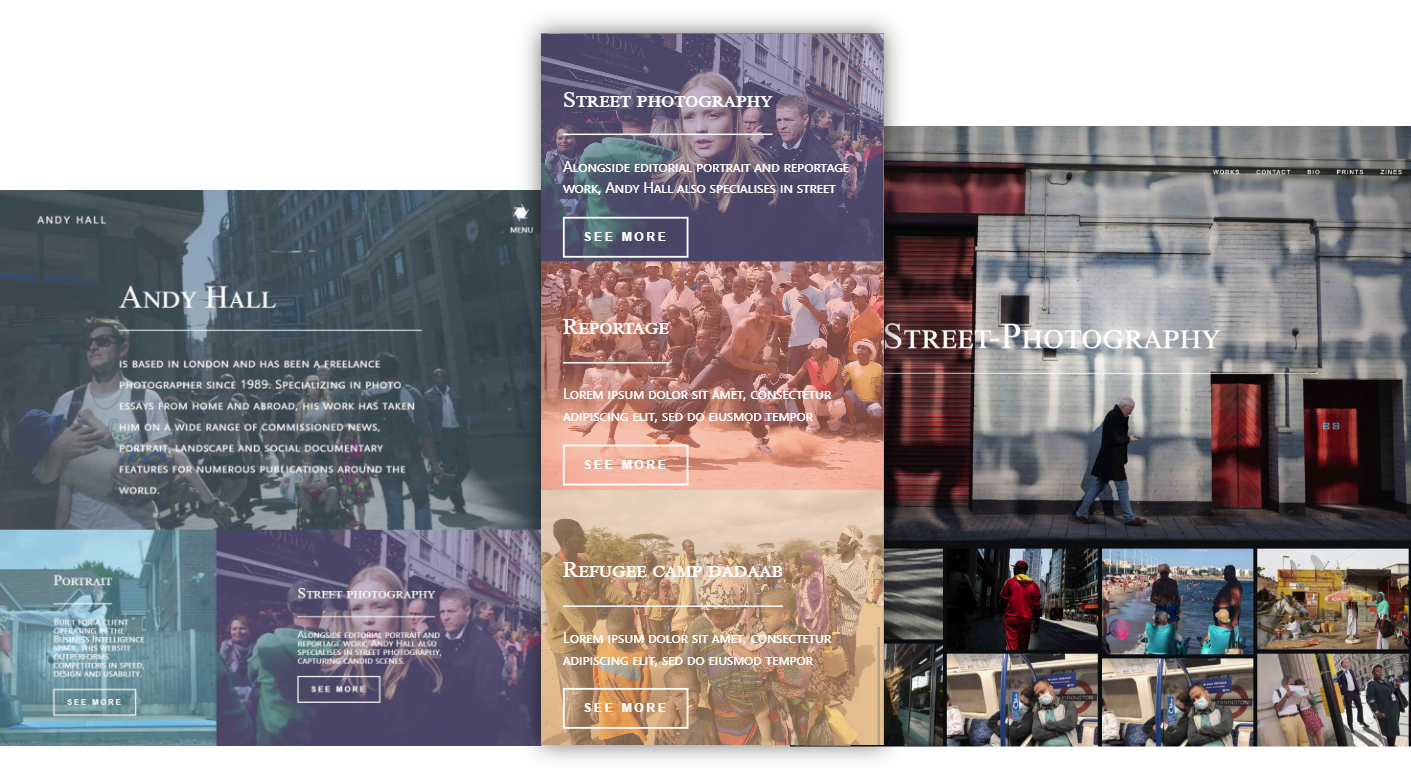 ANDY HALL
MENU
Andy Hall
is based in london and has been a freelance
photographer since 1989. Specializing in photo
essays from home and abroad, his work has taken
him on a wide range of commissioned news,
portrait, landscape and social documentary
features for numerous publications around the
world.
Portrait
Built for a client
operating in the
Business Intelligence
space, this website
outperforms
competitors in speed,
design and usability.
SEE MORE
GODIVA
Street photography
Alongside editorial portrait and
reportage work, Andy Hall also
specialises in street photography,
capturing candid scenes.
SEE MORE
GODIVA
Street photography
Alongside editorial portrait and reportage
work, Andy Hall also specialises in street
SEE MORE
Reportage
Lorem ipsum dolor sit amet, consectetur
adipiscing elit, sed do eiusmod tempor
SEE MORE
Refugee camp dadaab
Lorem ipsum dolor sit amet, consectetur
adipiscing elit, sed do eiusmod tempor
SEE MORE
WORKS CONTACT BIO PRINTS ZINES
Street-Photography
KENNINGTON
KENNINGTON